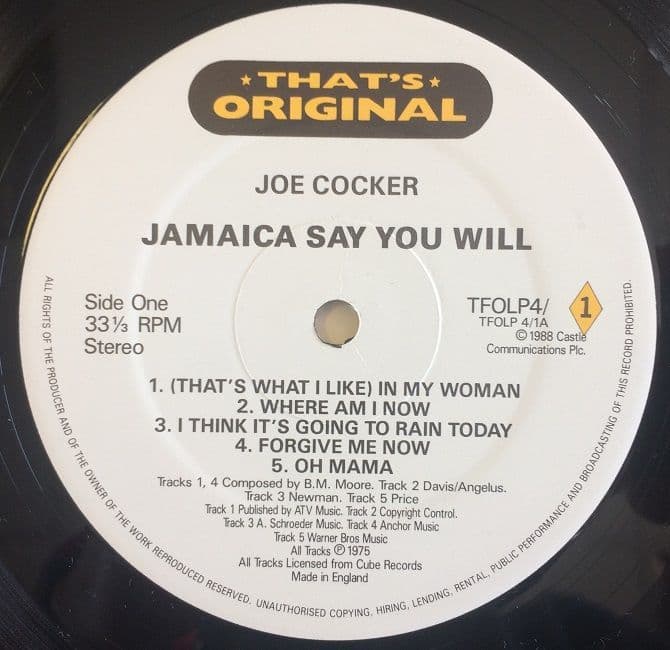 THAT'S
ORIGINAL
JOE COCKER
JAMAICA SAY YOU WILL
Side One
33⅓ RPM
Stereo
TFOLP4/ 1
TFOLP 4/1A
© 1988 Castle
Communications Plc.
1. (THAT'S WHAT I LIKE) IN MY WOMAN
2. WHERE AM I NOW
3. I THINK IT'S GOING TO RAIN TODAY
4. FORGIVE ME NOW
5. OH MAMA
Tracks 1, 4 Composed by B.M. Moore. Track 2 Davis/Angelus.
Track 3 Newman. Track 5 Price
Track 1 Published by ATV Music. Track 2 Copyright Control.
Track 3 A. Schroeder Music. Track 4 Anchor Music
Track 5 Warner Bros Music
All Tracks ℗ 1975
All Tracks Licensed from Cube Records
Made in England
ALL RIGHTS OF THE PRODUCER AND OF THE OWNER OF THE WORK REPRODUCED RESERVED. UNAUTHORISED COPYING, HIRING, LENDING, RENTAL, PUBLIC PERFORMANCE AND BROADCASTING OF THIS RECORD PROHIBITED.